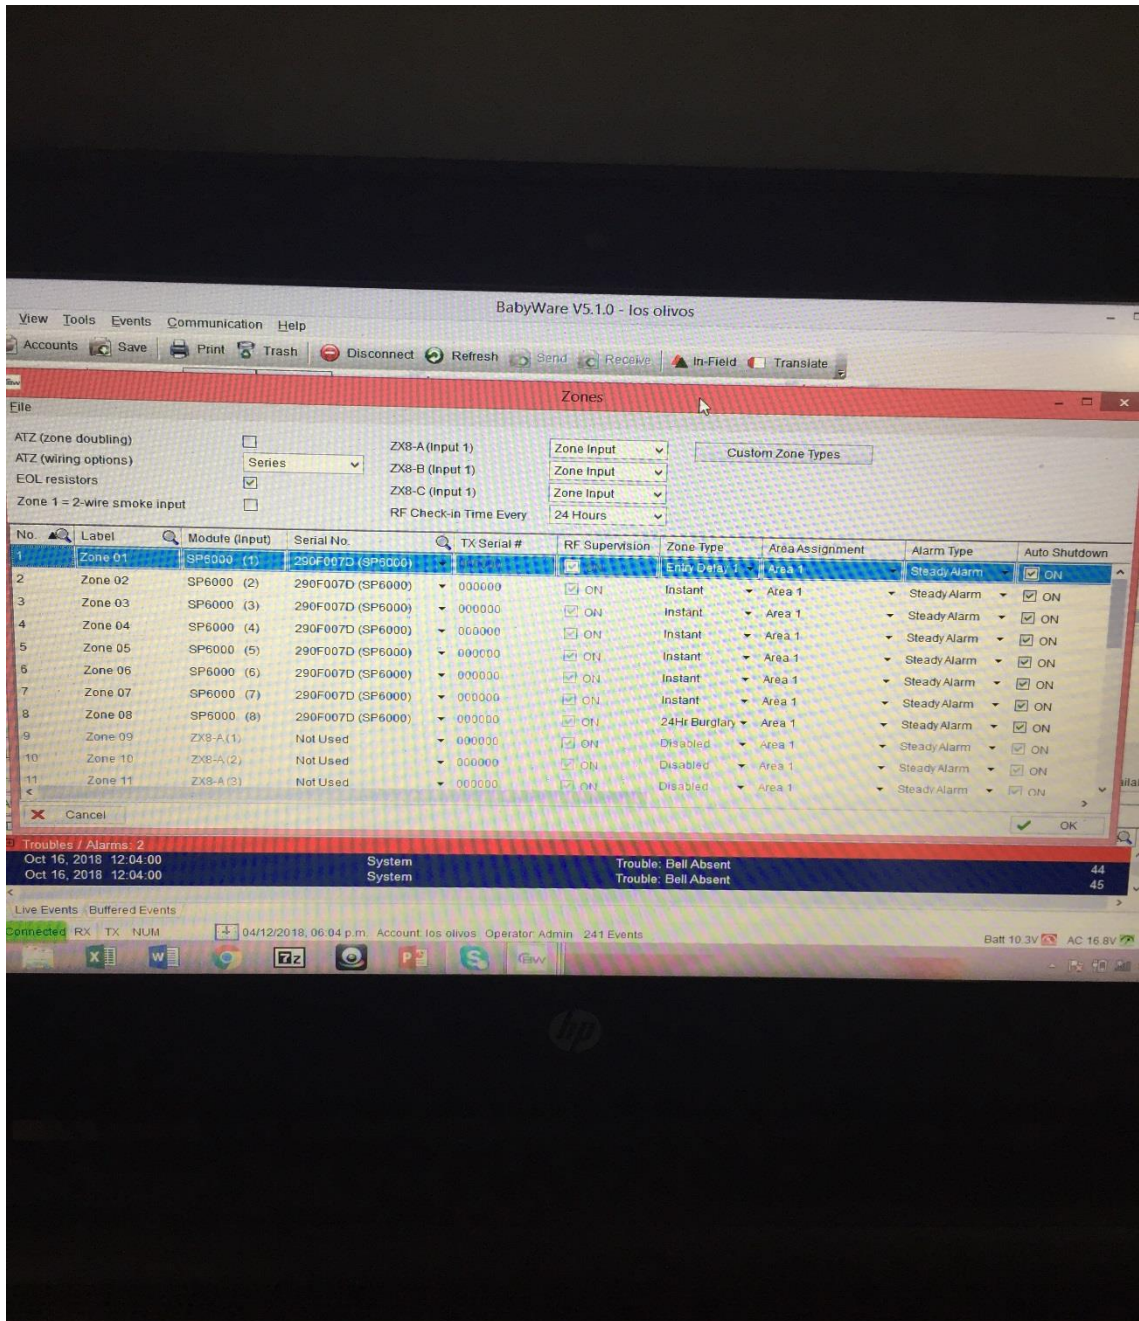 BabyWare V5.1.0 - los olivos
View Tools Events Communication Help
Accounts Save Print Trash Disconnect Refresh Send Receive In-Field Translate
Zones
File
ATZ (zone doubling) ZX8-A (Input 1) Zone Input Custom Zone Types
ATZ (wiring options) Series ZX8-B (Input 1) Zone Input
EOL resistors ZX8-C (Input 1) Zone Input
Zone 1 = 2-wire smoke input RF Check-in Time Every 24 Hours
No. Label Module (Input) Serial No. TX Serial # RF Supervision Zone Type Area Assignment Alarm Type Auto Shutdown
1 Zone 01 SP6000 (1) 290F007D (SP6000) Entry Delay 1 Area 1 Steady Alarm ON
2 Zone 02 SP6000 (2) 290F007D (SP6000) 000000 ON Instant Area 1 Steady Alarm ON
3 Zone 03 SP6000 (3) 290F007D (SP6000) 000000 ON Instant Area 1 Steady Alarm ON
4 Zone 04 SP6000 (4) 290F007D (SP6000) 000000 ON Instant Area 1 Steady Alarm ON
5 Zone 05 SP6000 (5) 290F007D (SP6000) 000000 ON Instant Area 1 Steady Alarm ON
6 Zone 06 SP6000 (6) 290F007D (SP6000) 000000 ON Instant Area 1 Steady Alarm ON
7 Zone 07 SP6000 (7) 290F007D (SP6000) 000000 ON Instant Area 1 Steady Alarm ON
8 Zone 08 SP6000 (8) 290F007D (SP6000) 000000 ON 24Hr Burglary Area 1 Steady Alarm ON
9 Zone 09 ZX8-A (1) Not Used 000000 ON Disabled Area 1 Steady Alarm ON
10 Zone 10 ZX8-A (2) Not Used 000000 ON Disabled Area 1 Steady Alarm ON
11 Zone 11 ZX8-A (3) Not Used 000000 ON Disabled Area 1 Steady Alarm ON
Cancel OK
Troubles / Alarms: 2
Oct 16, 2018 12:04:00 System Trouble: Bell Absent 44
Oct 16, 2018 12:04:00 System Trouble: Bell Absent 45
Live Events Buffered Events
Connected RX TX NUM 04/12/2018, 06:04 p.m. Account: los olivos Operator: Admin 241 Events Batt 10.3V AC 16.8V
7z
hp